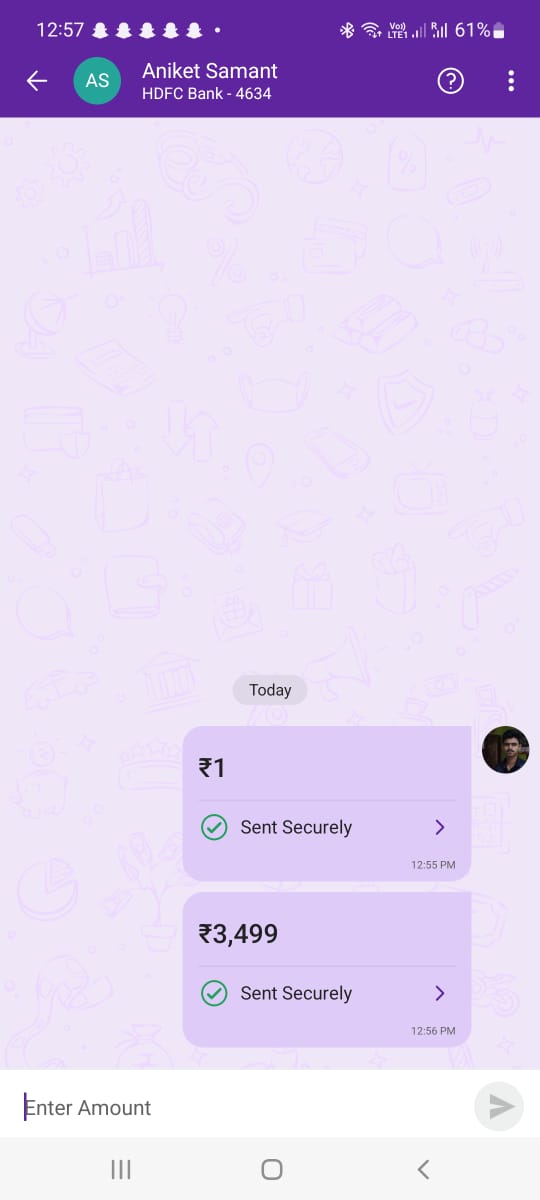 12:57
Vo)) LTE1 R 61%
AS
Aniket Samant
HDFC Bank - 4634
?
Today
₹1
Sent Securely
12:55 PM
₹3,499
Sent Securely
12:56 PM
Enter Amount